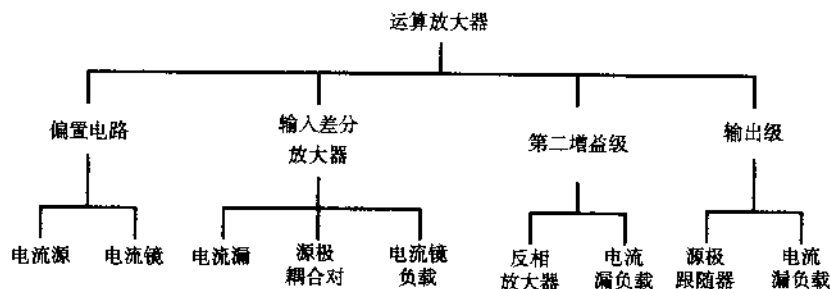 运算放大器
偏置电路
输入差分
放大器
第二增益级
输出级
电流源
电流镜
电流漏
源极
耦合对
电流镜
负载
反相
放大器
电流
漏负载
源极
跟随器
电流
漏负载